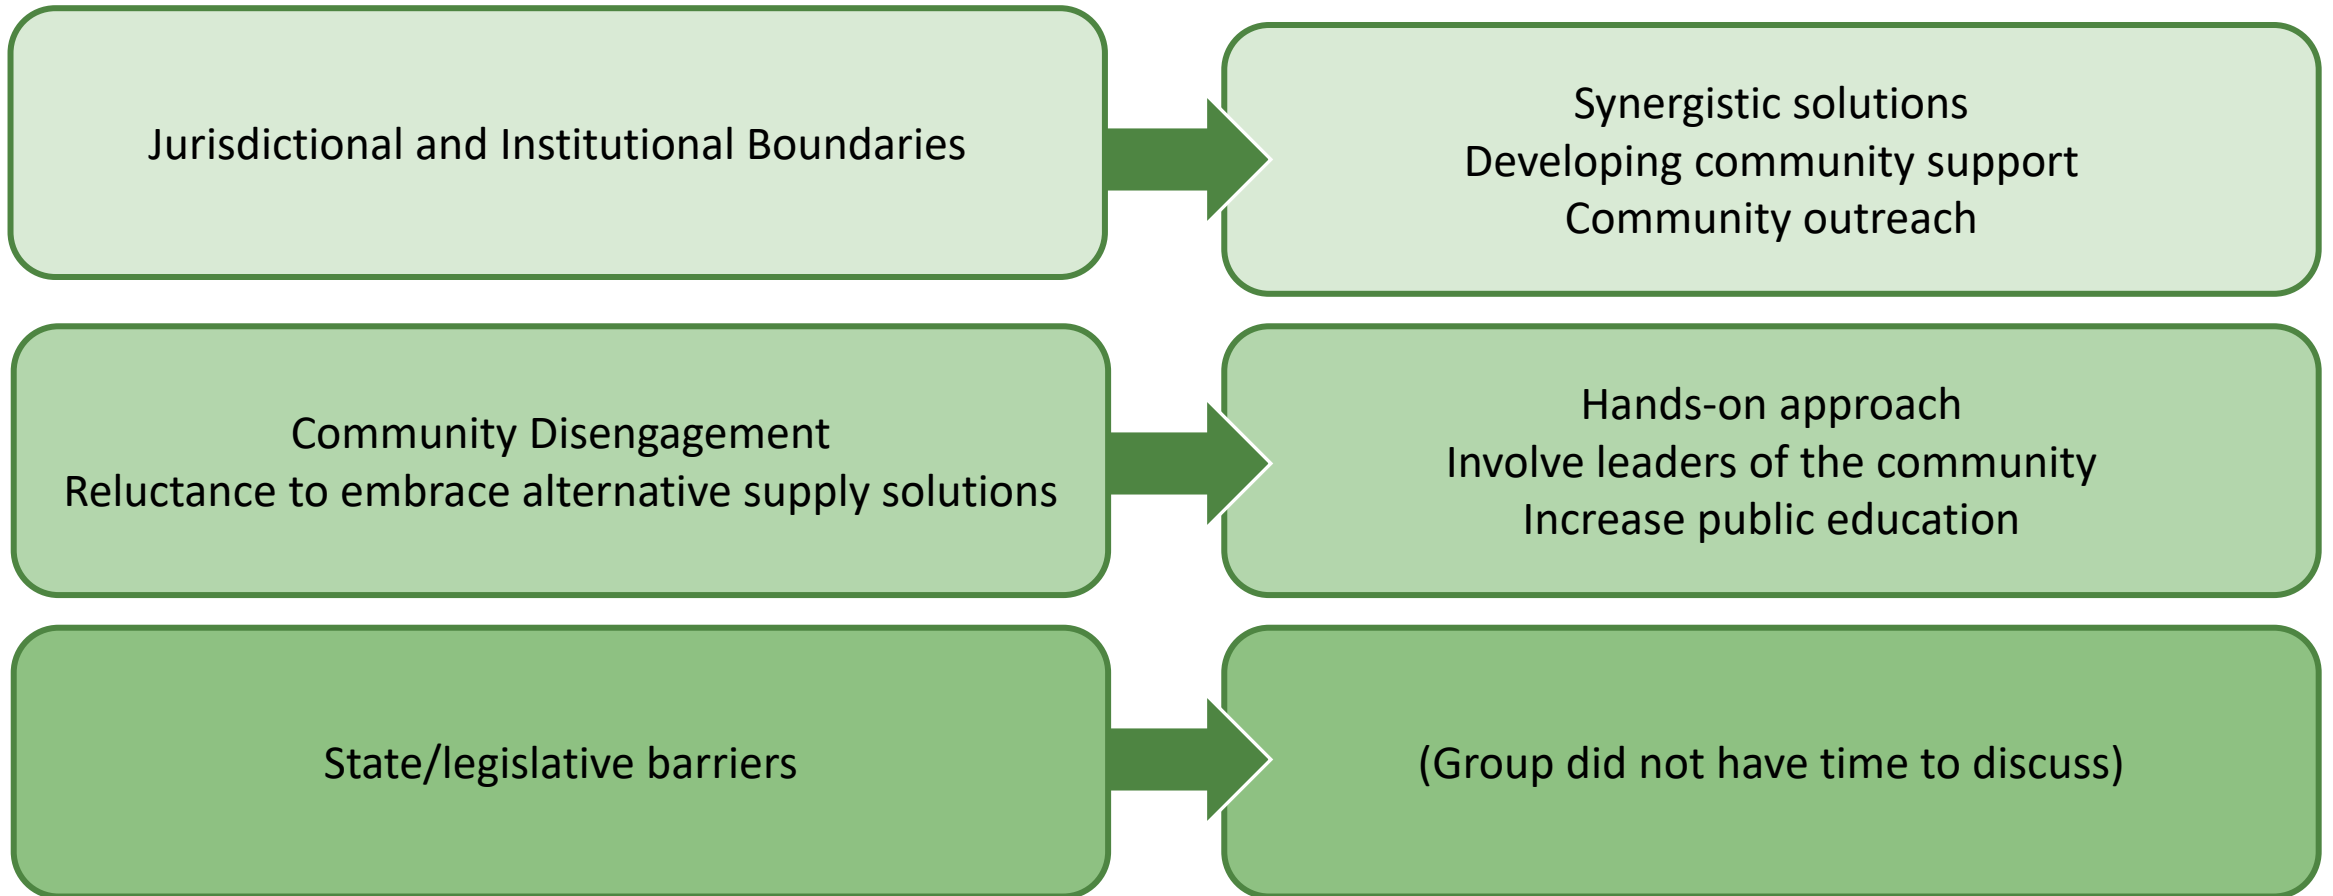 Jurisdictional and Institutional Boundaries
Synergistic solutions
Developing community support
Community outreach
Community Disengagement
Reluctance to embrace alternative supply solutions
Hands-on approach
Involve leaders of the community
Increase public education
State/legislative barriers
(Group did not have time to discuss)